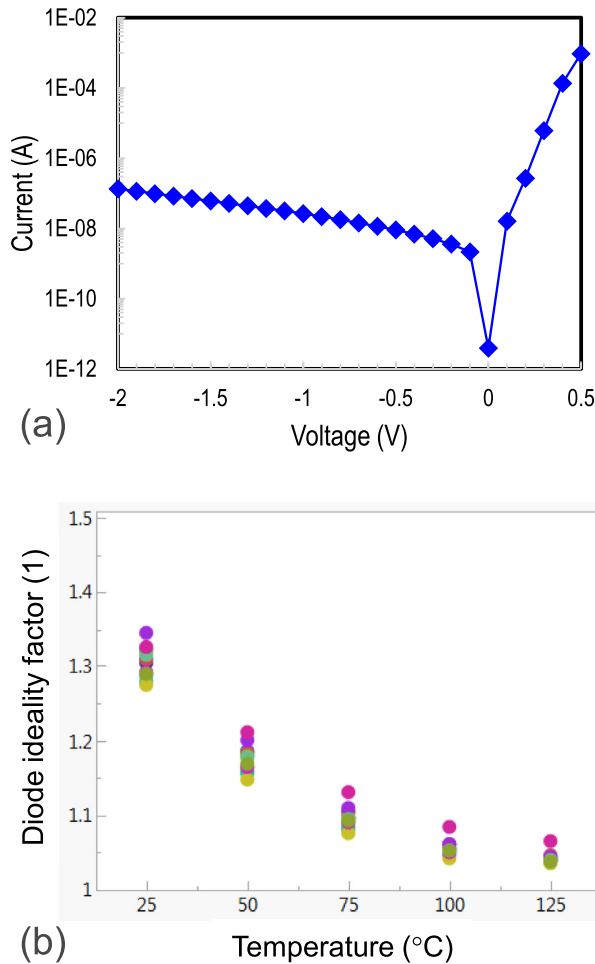 1E-02
1E-04
1E-06
1E-08
1E-10
1E-12
Current (A)
-2 -1.5 -1 -0.5 0 0.5
Voltage (V)
(a)
1.5
1.4
1.3
1.2
1.1
1
Diode ideality factor (1)
25 50 75 100 125
Temperature (°C)
(b)